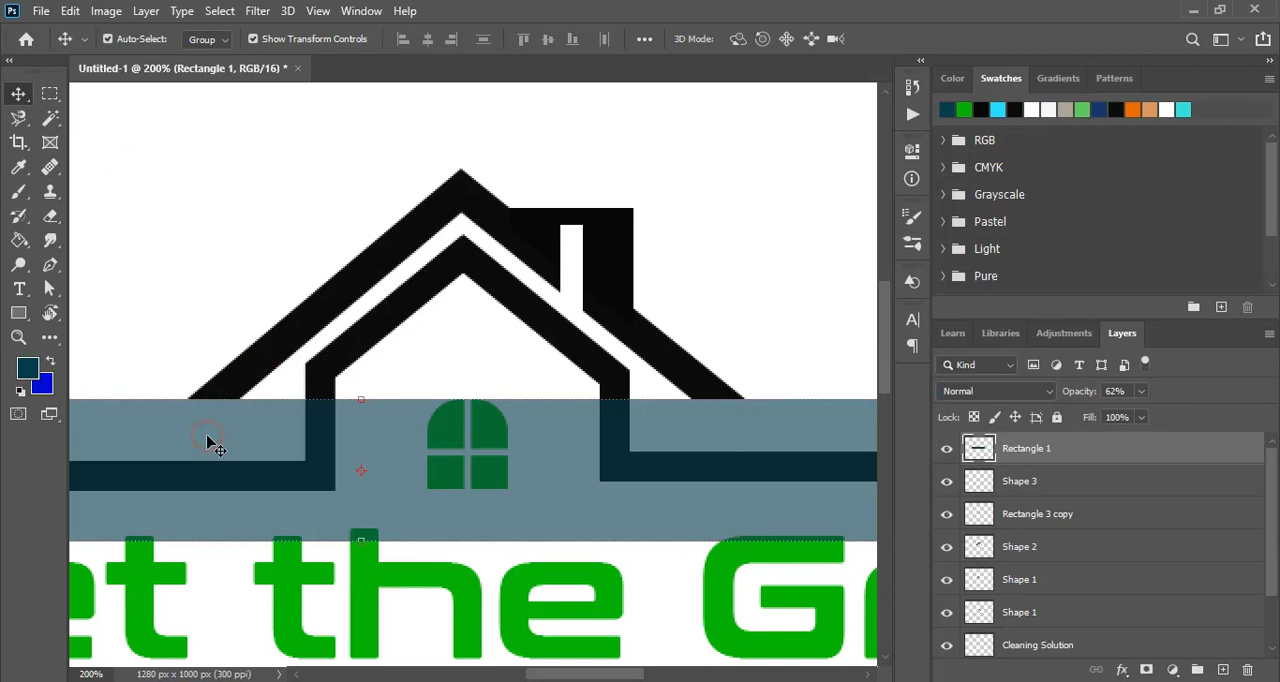 Ps File Edit Image Layer Type Select Filter 3D View Window Help
Auto-Select: Group Show Transform Controls 3D Mode:
Untitled-1 @ 200% (Rectangle 1, RGB/16) * ×
Color Swatches Gradients Patterns
RGB
CMYK
Grayscale
Pastel
Light
Pure
Learn Libraries Adjustments Layers
Kind
Normal Opacity: 62%
Lock: Fill: 100%
Rectangle 1
Shape 3
Rectangle 3 copy
Shape 2
Shape 1
Shape 1
Cleaning Solution
et the G
200% 1280 px x 1000 px (300 ppi)